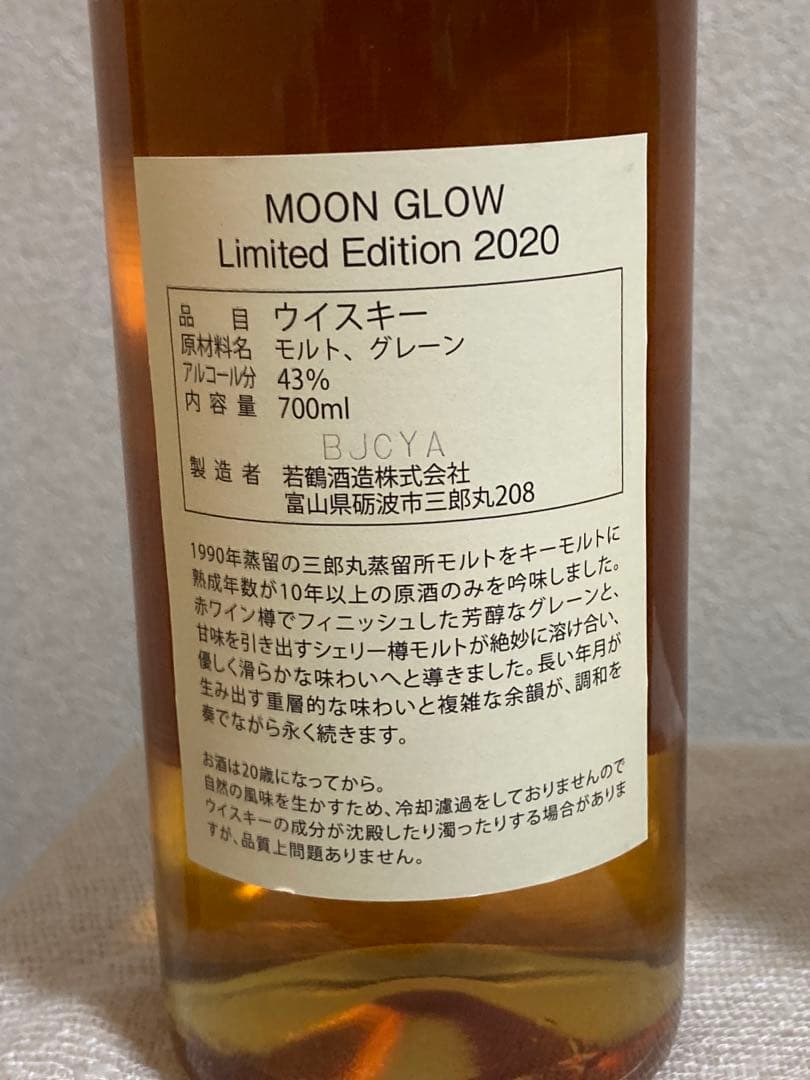 MOON GLOW
Limited Edition 2020
品 目 ウイスキー
原材料名 モルト、グレーン
アルコール分 43%
内容量 700ml
BJCYA
製造者 若鶴酒造株式会社
富山県砺波市三郎丸208
1990年蒸留の三郎丸蒸留所モルトをキーモルトに
熟成年数が10年以上の原酒のみを吟味しました。
赤ワイン樽でフィニッシュした芳醇なグレーンと、
甘味を引き出すシェリー樽モルトが絶妙に溶け合い、
優しく滑らかな味わいへと導きました。長い年月が
生み出す重層的な味わいと複雑な余韻が、調和を
奏でながら永く続きます。
お酒は20歳になってから。
自然の風味を生かすため、冷却濾過をしておりませんので
ウイスキーの成分が沈殿したり濁ったりする場合がありま
すが、品質上問題ありません。